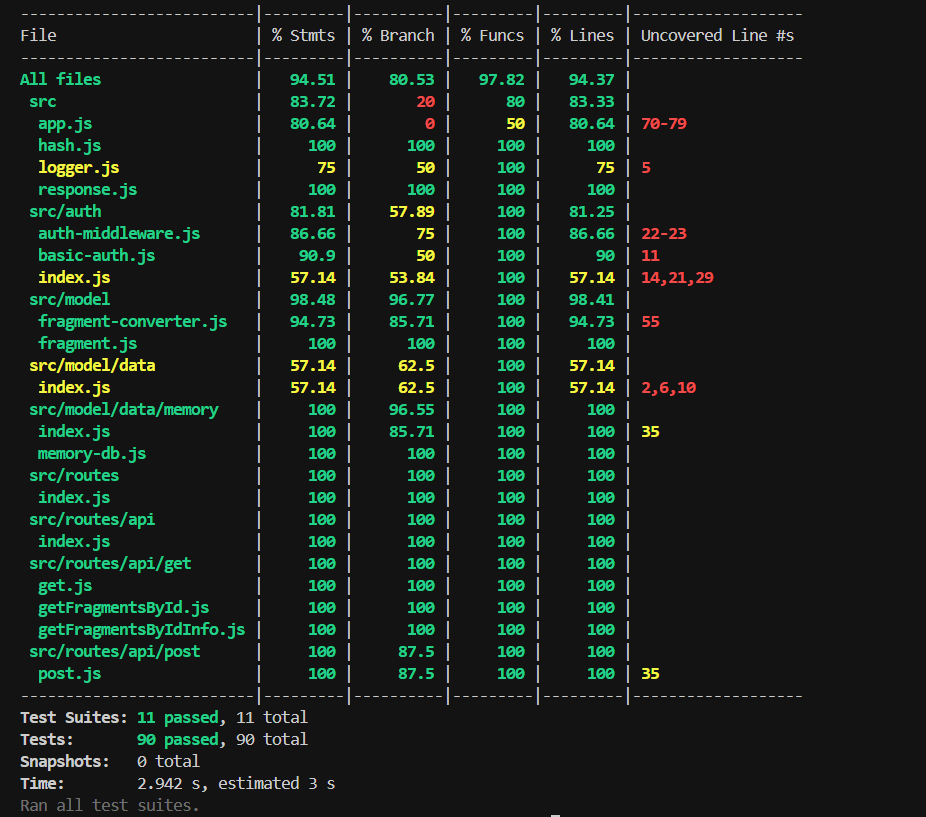 --------------------------|---------|----------|---------|---------|-------------------
File                      | % Stmts | % Branch | % Funcs | % Lines | Uncovered Line #s
--------------------------|---------|----------|---------|---------|-------------------
All files                 |   94.51 |    80.53 |   97.82 |   94.37 |
 src                      |   83.72 |       20 |      80 |   83.33 |
  app.js                  |   80.64 |        0 |      50 |   80.64 | 70-79
  hash.js                 |     100 |      100 |     100 |     100 |
  logger.js               |      75 |       50 |     100 |      75 | 5
  response.js             |     100 |      100 |     100 |     100 |
 src/auth                 |   81.81 |    57.89 |     100 |   81.25 |
  auth-middleware.js      |   86.66 |       75 |     100 |   86.66 | 22-23
  basic-auth.js           |    90.9 |       50 |     100 |      90 | 11
  index.js                |   57.14 |    53.84 |     100 |   57.14 | 14,21,29
 src/model                |   98.48 |    96.77 |     100 |   98.41 |
  fragment-converter.js   |   94.73 |    85.71 |     100 |   94.73 | 55
  fragment.js             |     100 |      100 |     100 |     100 |
 src/model/data           |   57.14 |     62.5 |     100 |   57.14 |
  index.js                |   57.14 |     62.5 |     100 |   57.14 | 2,6,10
 src/model/data/memory    |     100 |    96.55 |     100 |     100 |
  index.js                |     100 |    85.71 |     100 |     100 | 35
  memory-db.js            |     100 |      100 |     100 |     100 |
 src/routes               |     100 |      100 |     100 |     100 |
  index.js                |     100 |      100 |     100 |     100 |
 src/routes/api           |     100 |      100 |     100 |     100 |
  index.js                |     100 |      100 |     100 |     100 |
 src/routes/api/get       |     100 |      100 |     100 |     100 |
  get.js                  |     100 |      100 |     100 |     100 |
  getFragmentsById.js     |     100 |      100 |     100 |     100 |
  getFragmentsByIdInfo.js |     100 |      100 |     100 |     100 |
 src/routes/api/post      |     100 |     87.5 |     100 |     100 |
  post.js                 |     100 |     87.5 |     100 |     100 | 35
--------------------------|---------|----------|---------|---------|-------------------
Test Suites: 11 passed, 11 total
Tests:       90 passed, 90 total
Snapshots:   0 total
Time:        2.942 s, estimated 3 s
Ran all test suites.